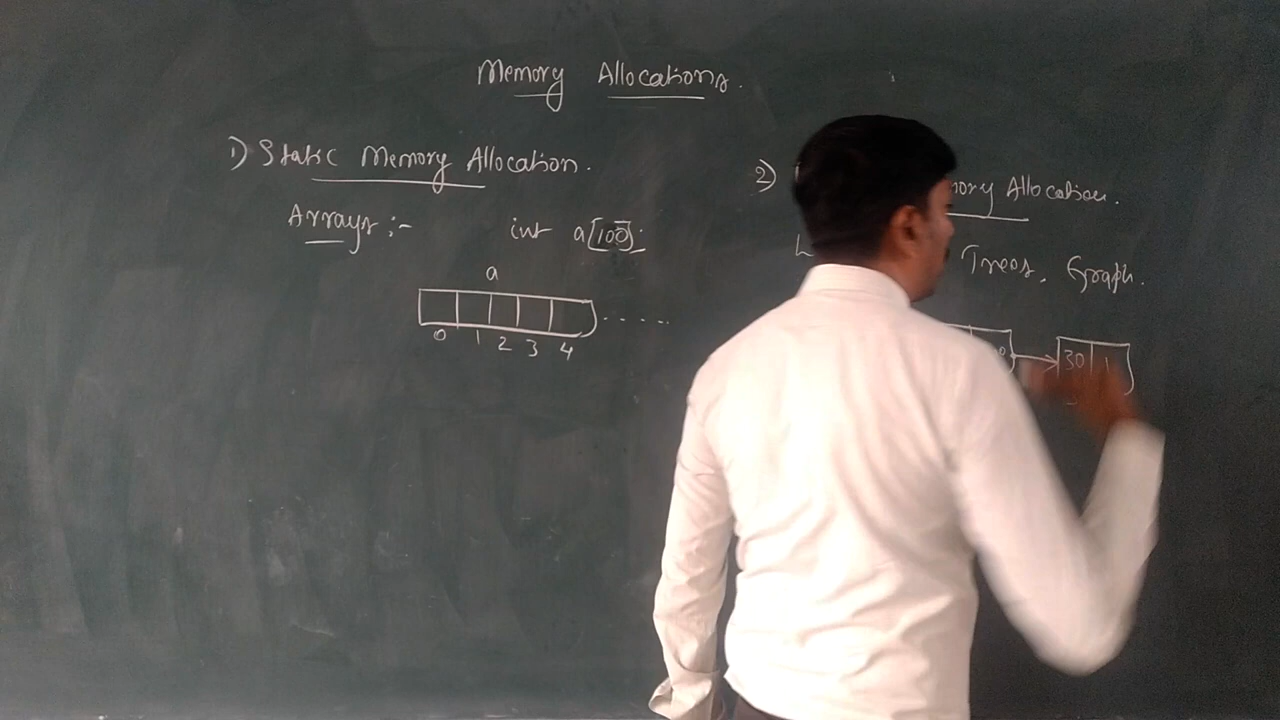 Memory Allocations.
1) Static Memory Allocation.
Arrays :-
int a[100];
a
0 1 2 3 4
2)
Allocation.
Trees, Graph.
30